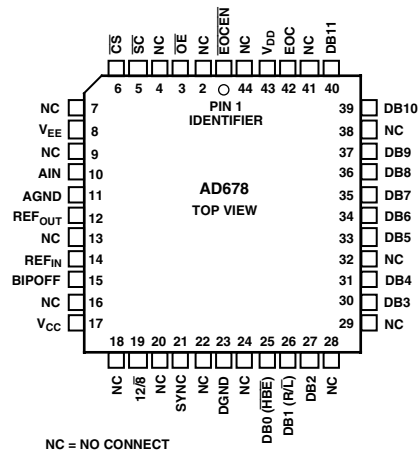 CS SC NC OE NC EOCEN NC VDD EOC NC DB11
6 5 4 3 2 44 43 42 41 40
PIN 1
IDENTIFIER
NC 7
VEE 8
NC 9
AIN 10
AGND 11
REFOUT 12
NC 13
REFIN 14
BIPOFF 15
NC 16
VCC 17
AD678
TOP VIEW
39 DB10
38 NC
37 DB9
36 DB8
35 DB7
34 DB6
33 DB5
32 NC
31 DB4
30 DB3
29 NC
18 19 20 21 22 23 24 25 26 27 28
NC 12/8 NC SYNC NC DGND NC DB0 (HBE) DB1 (R/L) DB2 NC
NC = NO CONNECT